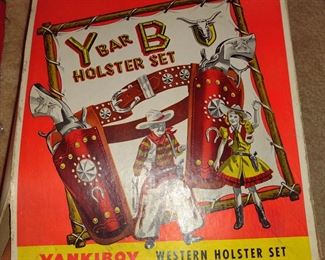 Y BAR B
HOLSTER SET
YANKIBOY WESTERN HOLSTER SET